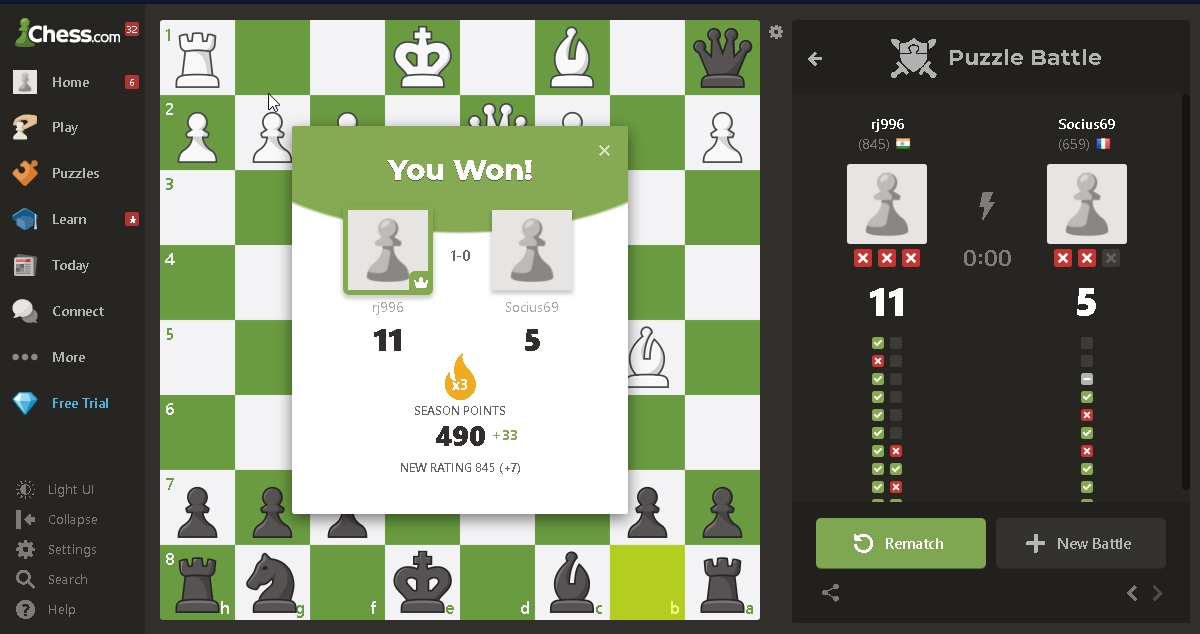 Chess.com 32
Home 6
Play
Puzzles
Learn
Today
Connect
More
Free Trial
Light UI
Collapse
Settings
Search
Help
1
2
3
4
5
6
7
8
h g f e d c b a
You Won!
1-0
rj996 Socius69
11 5
x3
SEASON POINTS
490 +33
NEW RATING 845 (+7)
Puzzle Battle
rj996 Socius69
(845) (659)
0:00
11 5
Rematch New Battle